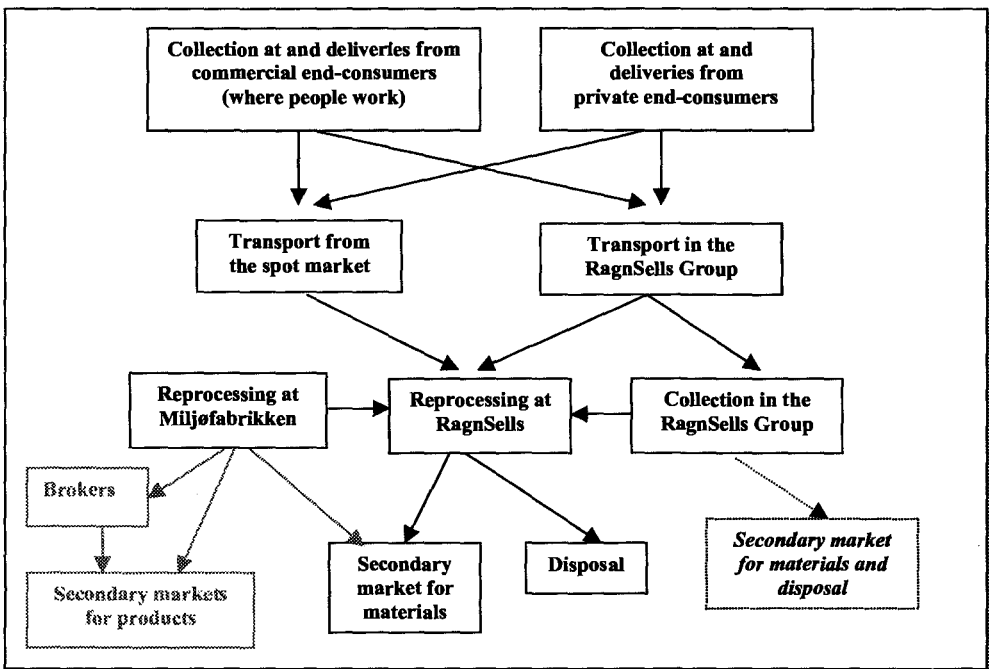 Collection at and deliveries from
commercial end-consumers
(where people work)
Collection at and
deliveries from
private end-consumers
Transport from
the spot market
Transport in the
RagnSells Group
Reprocessing at
Miljøfabrikken
Reprocessing at
RagnSells
Collection in the
RagnSells Group
Brokers
Secondary markets
for products
Secondary
market for
materials
Disposal
Secondary market
for materials and
disposal